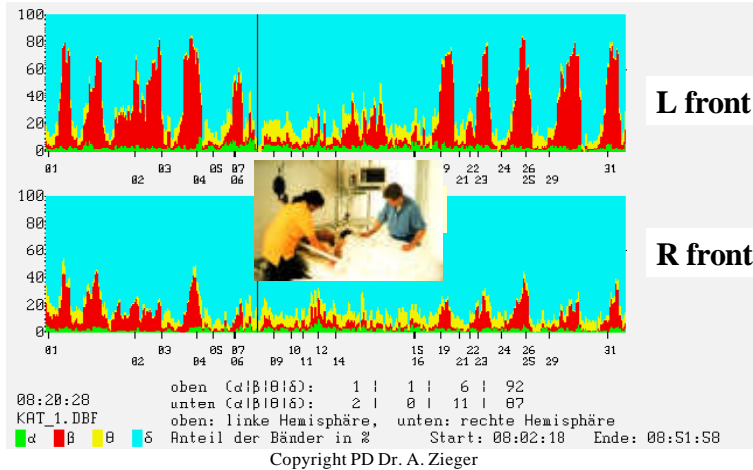 100
80
60
40
20
0
L front
01 03 05 07 9 22 24 26 31
02 04 06 21 23 25 29
100
80
60
40
20
0
R front
01 03 05 07 10 12 15 19 22 24 26 31
02 04 06 09 11 14 16 21 23 25 29
oben (α|β|θ|δ): 1 | 1 | 6 | 92
08:20:28 unten (α|β|θ|δ): 2 | 0 | 11 | 87
KAT_1.DBF oben: linke Hemisphäre, unten: rechte Hemisphäre
α β θ δ Anteil der Bänder in % Start: 08:02:18 Ende: 08:51:58
Copyright PD Dr. A. Zieger